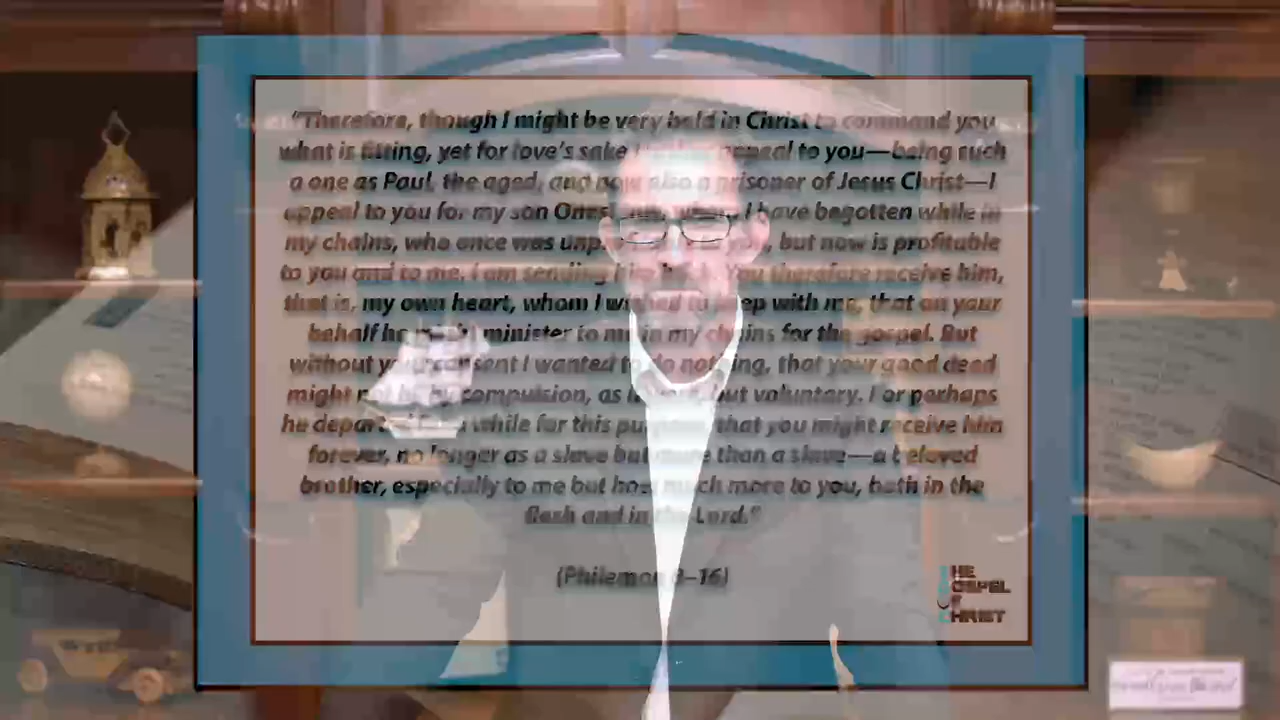 "Therefore, though I might be very bold in Christ to command you
what is fitting, yet for love's sake I rather appeal to you—being such
a one as Paul, the aged, and now also a prisoner of Jesus Christ—I
appeal to you for my son Onesimus, whom I have begotten while in
my chains, who once was unprofitable to you, but now is profitable
to you and to me. I am sending him back. You therefore receive him,
that is, my own heart, whom I wished to keep with me, that on your
behalf he might minister to me in my chains for the gospel. But
without your consent I wanted to do nothing, that your good deed
might not be by compulsion, as it were, but voluntary. For perhaps
he departed for a while for this purpose, that you might receive him
forever, no longer as a slave but more than a slave—a beloved
brother, especially to me but how much more to you, both in the
flesh and in the Lord."
(Philemon 8–16)
THE
GOSPEL
OF
CHRIST